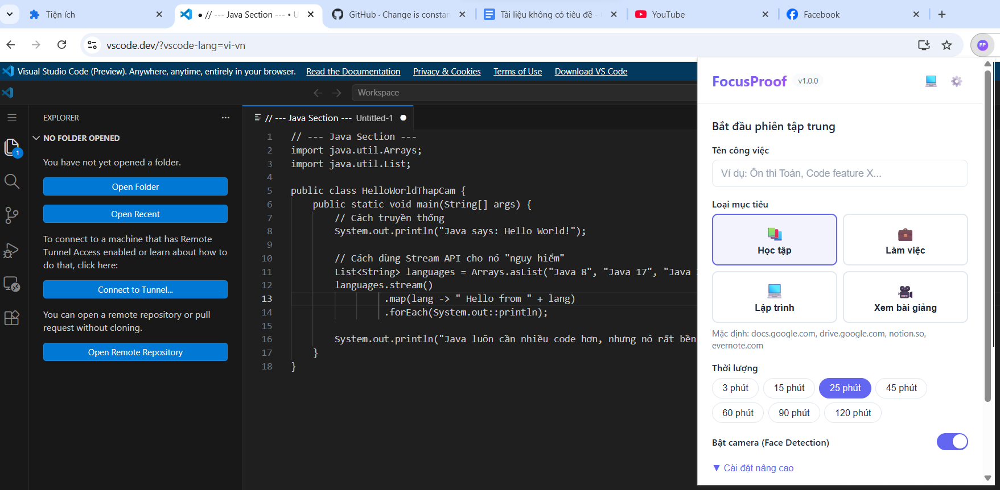 Tiện ích
● // --- Java Section --- • U
GitHub · Change is constan
Tài liệu không có tiêu đề -
YouTube
Facebook
vscode.dev/?vscode-lang=vi-vn
FP
Visual Studio Code (Preview). Anywhere, anytime, entirely in your browser.
Read the Documentation
Privacy & Cookies
Terms of Use
Download VS Code
Workspace
EXPLORER
NO FOLDER OPENED
1
You have not yet opened a folder.
Open Folder
Open Recent
To connect to a machine that has Remote
Tunnel Access enabled or learn about how to
do that, click here:
Connect to Tunnel...
You can open a remote repository or pull
request without cloning.
Open Remote Repository
// --- Java Section --- Untitled-1
1 // --- Java Section ---
2 import java.util.Arrays;
3 import java.util.List;
4
5 public class HelloWorldThapCam {
6 public static void main(String[] args) {
7 // Cách truyền thống
8 System.out.println("Java says: Hello World!");
9
10 // Cách dùng Stream API cho nó "nguy hiểm"
11 List<String> languages = Arrays.asList("Java 8", "Java 17", "Java
12 languages.stream()
13 .map(lang -> " Hello from " + lang)
14 .forEach(System.out::println);
15
16 System.out.println("Java luôn cần nhiều code hơn, nhưng nó rất bền
17 }
18 }
FocusProof v1.0.0
Bắt đầu phiên tập trung
Tên công việc
Ví dụ: Ôn thi Toán, Code feature X...
Loại mục tiêu
Học tập
Làm việc
Lập trình
Xem bài giảng
Mặc định: docs.google.com, drive.google.com, notion.so,
evernote.com
Thời lượng
3 phút 15 phút 25 phút 45 phút
60 phút 90 phút 120 phút
Bật camera (Face Detection)
▼ Cài đặt nâng cao